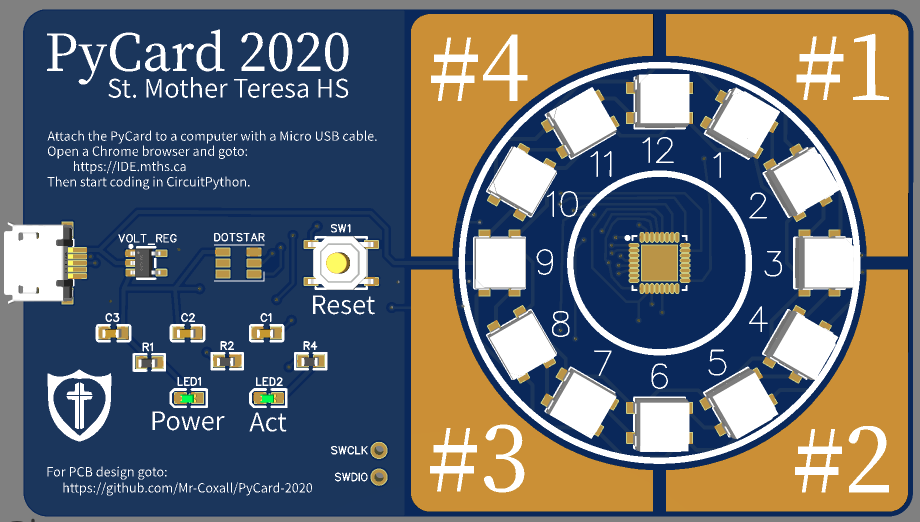 PyCard 2020
St. Mother Teresa HS
Attach the PyCard to a computer with a Micro USB cable.
Open a Chrome browser and goto:
https://IDE.mths.ca
Then start coding in CircuitPython.
VOLT_REG
DOTSTAR
SW1
Reset
C3
C2
C1
R1
R2
R4
LED1
LED2
Power
Act
SWCLK
SWDIO
For PCB design goto:
https://github.com/Mr-Coxall/PyCard-2020
#4
#1
12
11
1
10
2
9
3
8
4
7
5
6
#3
#2